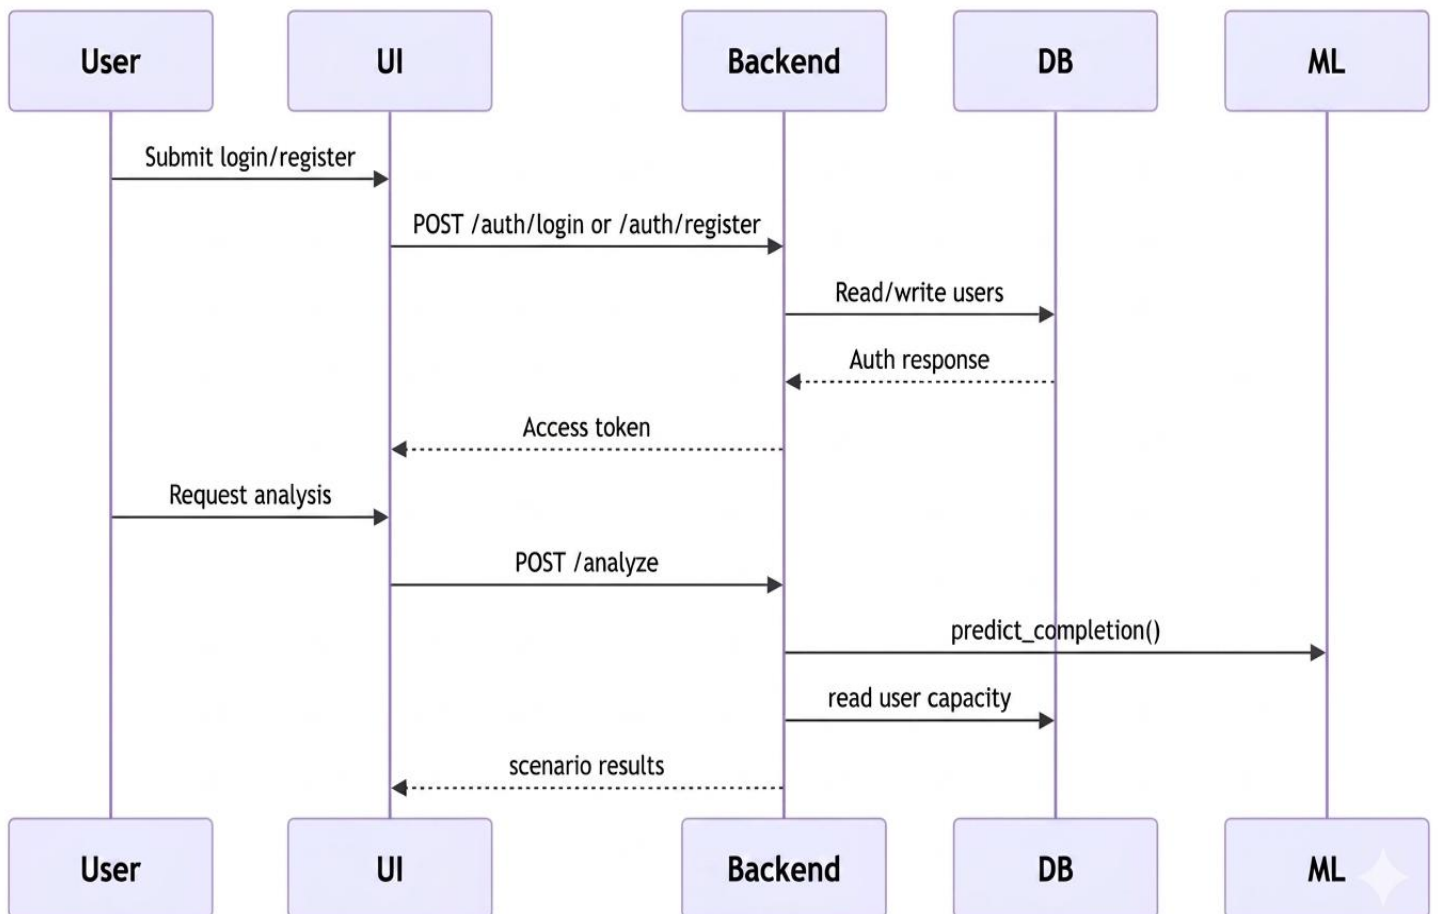 User
UI
Backend
DB
ML
Submit login/register
POST /auth/login or /auth/register
Read/write users
Auth response
Access token
Request analysis
POST /analyze
predict_completion()
read user capacity
scenario results
User
UI
Backend
DB
ML